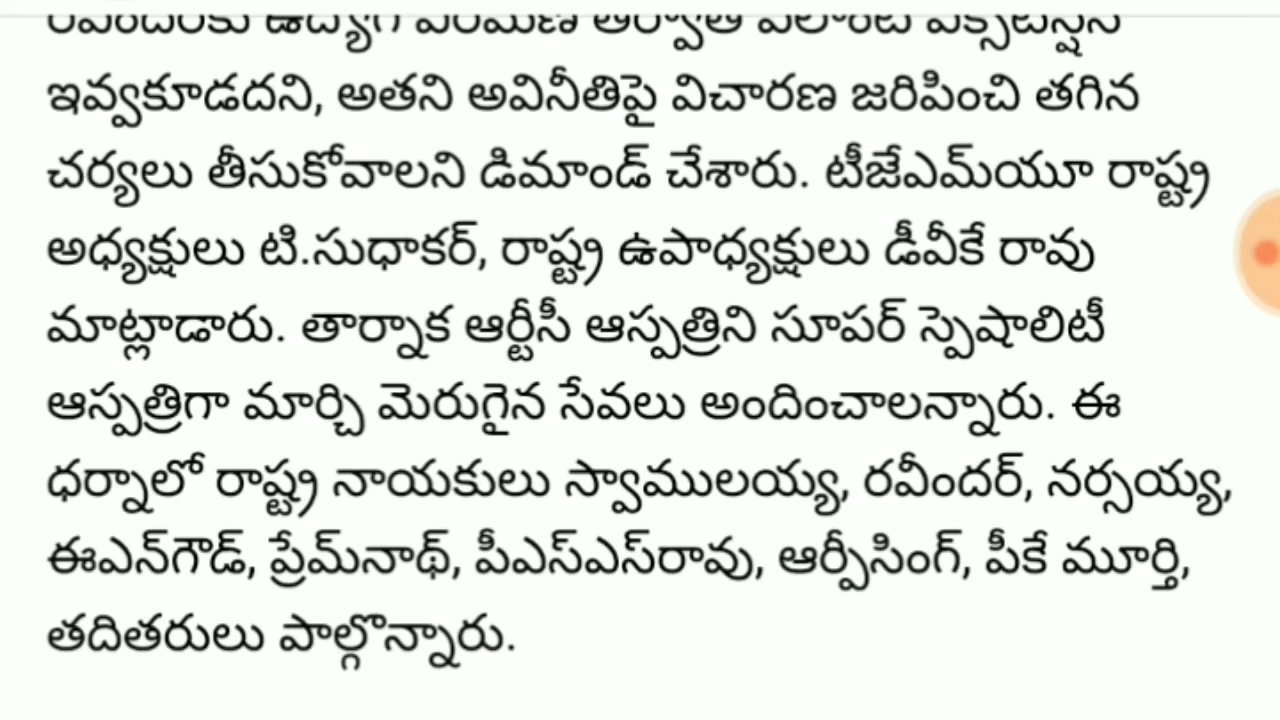 ఇవ్వకూడదని, అతని అవినీతిపై విచారణ జరిపించి తగిన
చర్యలు తీసుకోవాలని డిమాండ్ చేశారు. టీజేఎమ్‌యూ రాష్ట్ర
అధ్యక్షులు టి.సుధాకర్, రాష్ట్ర ఉపాధ్యక్షులు డీవీకే రావు
మాట్లాడారు. తార్నాక ఆర్టీసీ ఆస్పత్రిని సూపర్ స్పెషాలిటీ
ఆస్పత్రిగా మార్చి మెరుగైన సేవలు అందించాలన్నారు. ఈ
ధర్నాలో రాష్ట్ర నాయకులు స్వాములయ్య, రవీందర్, నర్సయ్య,
ఈఎన్‌గౌడ్, ప్రేమ్‌నాథ్, పీఎస్ఎస్‌రావు, ఆర్పీసింగ్, పీకే మూర్తి,
తదితరులు పాల్గొన్నారు.